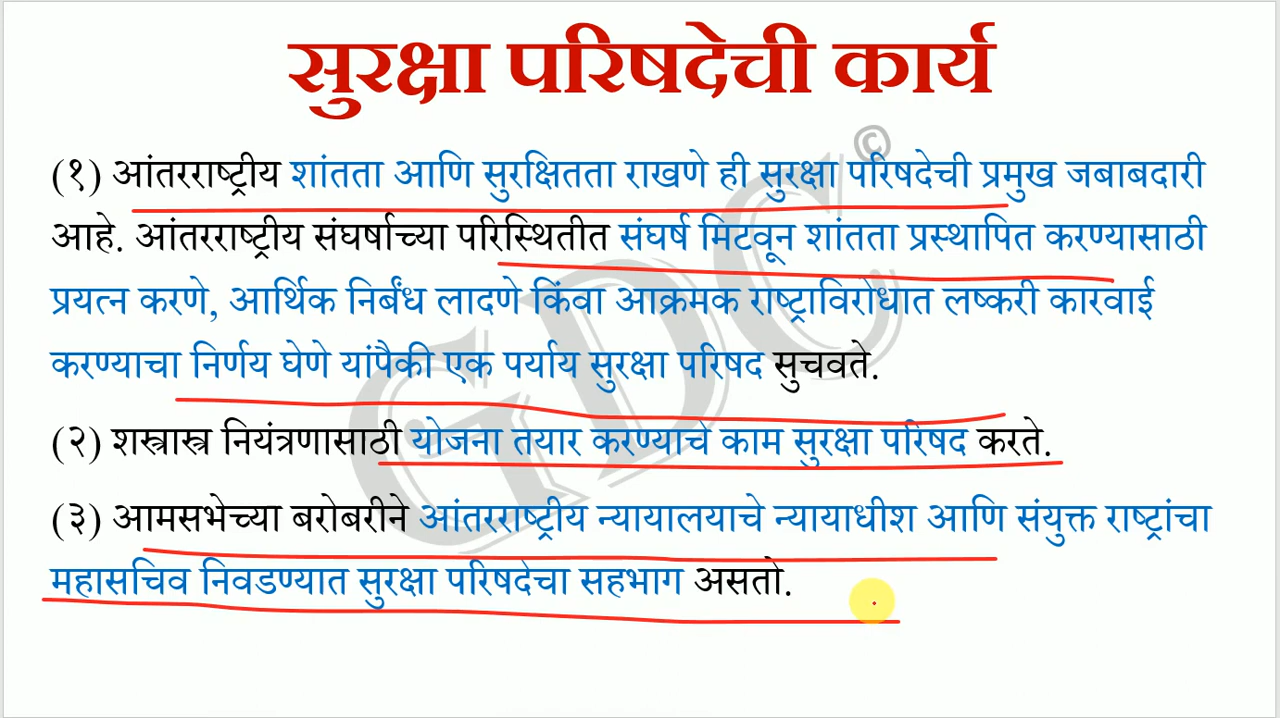 सुरक्षा परिषदेची कार्य
(१) आंतरराष्ट्रीय शांतता आणि सुरक्षितता राखणे ही सुरक्षा परिषदेची प्रमुख जबाबदारी
आहे. आंतरराष्ट्रीय संघर्षाच्या परिस्थितीत संघर्ष मिटवून शांतता प्रस्थापित करण्यासाठी
प्रयत्न करणे, आर्थिक निर्बंध लादणे किंवा आक्रमक राष्ट्राविरोधात लष्करी कारवाई
करण्याचा निर्णय घेणे यांपैकी एक पर्याय सुरक्षा परिषद सुचवते.
(२) शस्त्रास्त्र नियंत्रणासाठी योजना तयार करण्याचे काम सुरक्षा परिषद करते.
(३) आमसभेच्या बरोबरीने आंतरराष्ट्रीय न्यायालयाचे न्यायाधीश आणि संयुक्त राष्ट्रांचा
महासचिव निवडण्यात सुरक्षा परिषदेचा सहभाग असतो.
GDC©